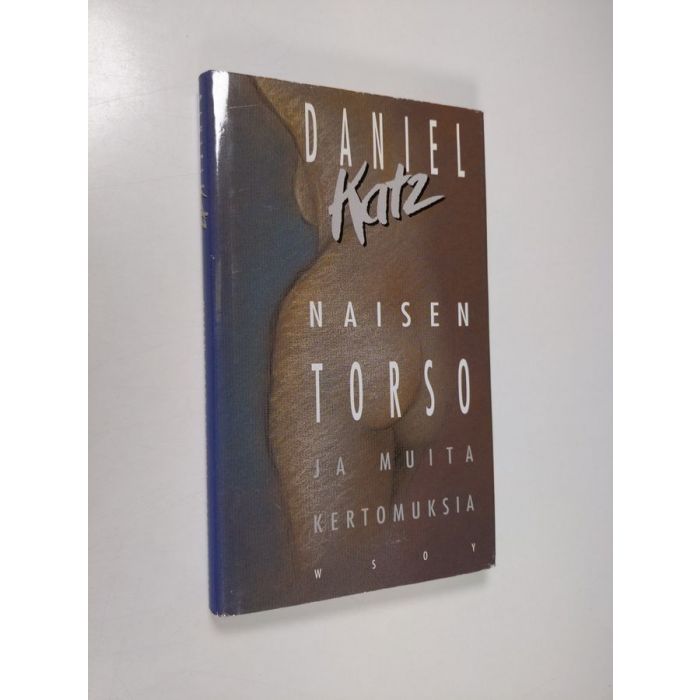 DANIEL
Katz
NAISEN
TORSO
JA MUITA
KERTOMUKSIA
WSOY